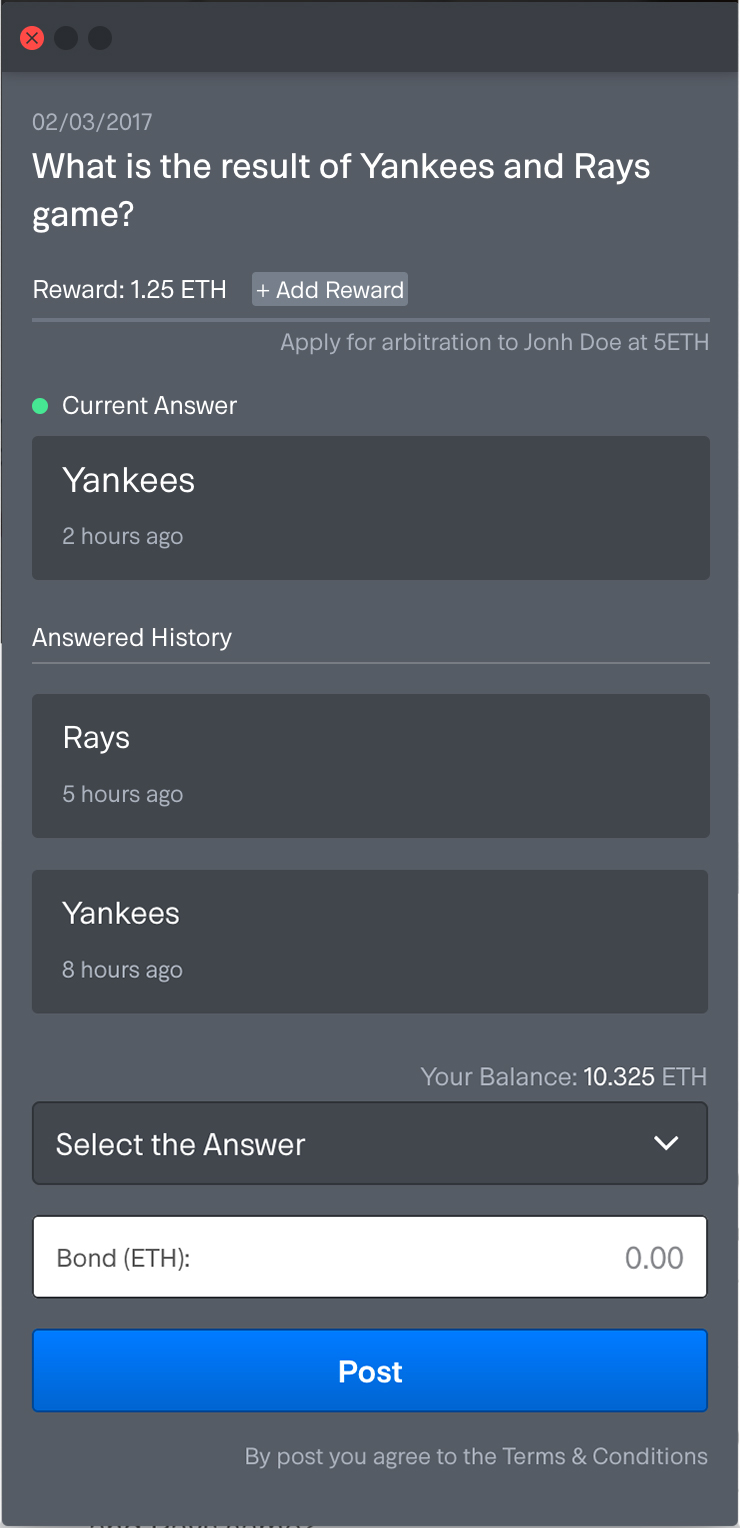 02/03/2017
What is the result of Yankees and Rays
game?
Reward: 1.25 ETH + Add Reward
Apply for arbitration to Jonh Doe at 5ETH
Current Answer
Yankees
2 hours ago
Answered History
Rays
5 hours ago
Yankees
8 hours ago
Your Balance: 10.325 ETH
Select the Answer
Bond (ETH): 0.00
Post
By post you agree to the Terms & Conditions